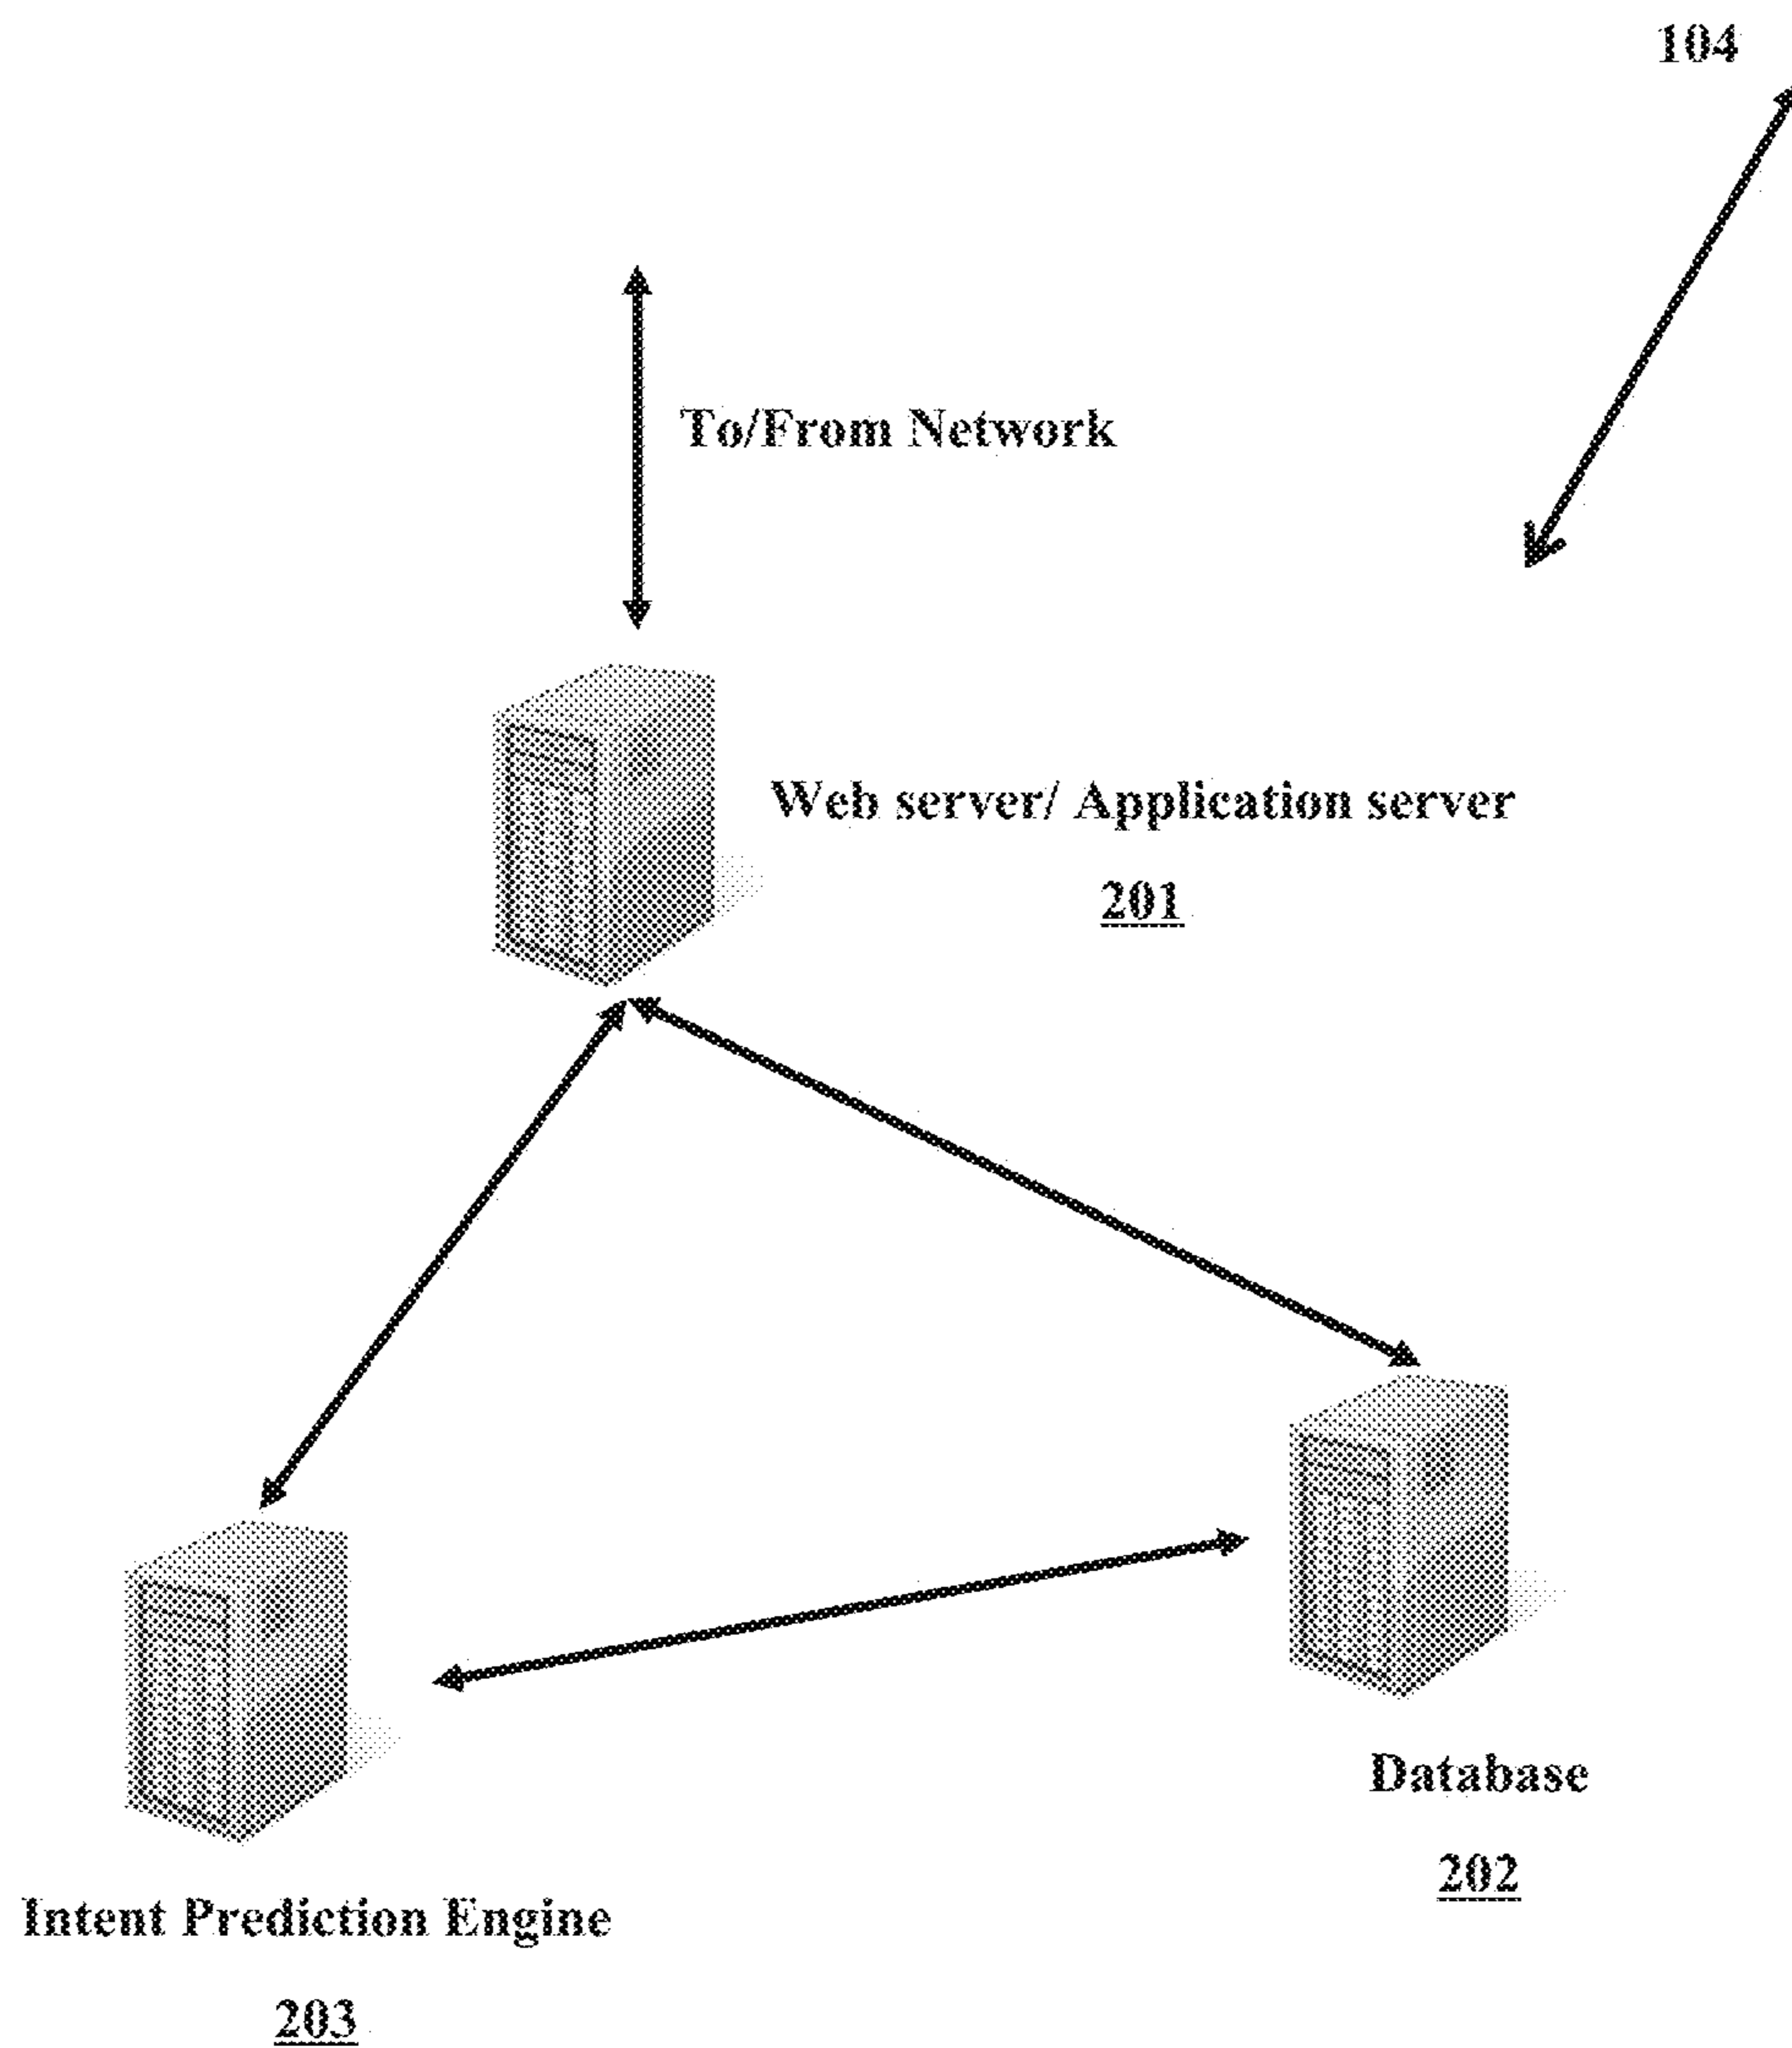 104
To/From Network
Web server/ Application server
201
Database
202
Intent Prediction Engine
203